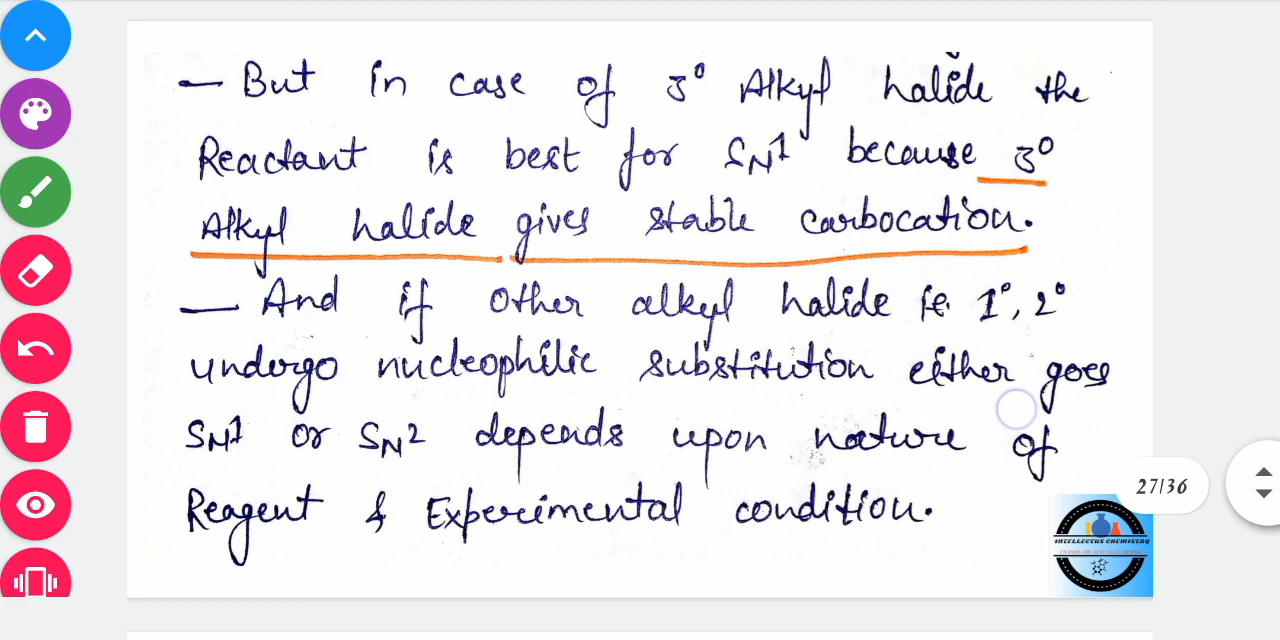 — But in case of 3° Alkyl halide the
Reactant is best for SN1 because 3°
Alkyl halide gives stable carbocation.
— And if other alkyl halide ie. 1°, 2°
undergo nucleophilic substitution either goes
SN1 or SN2 depends upon nature of
Reagent & Experimental condition.
27/36
INTELLECTUS CHEMISTRY